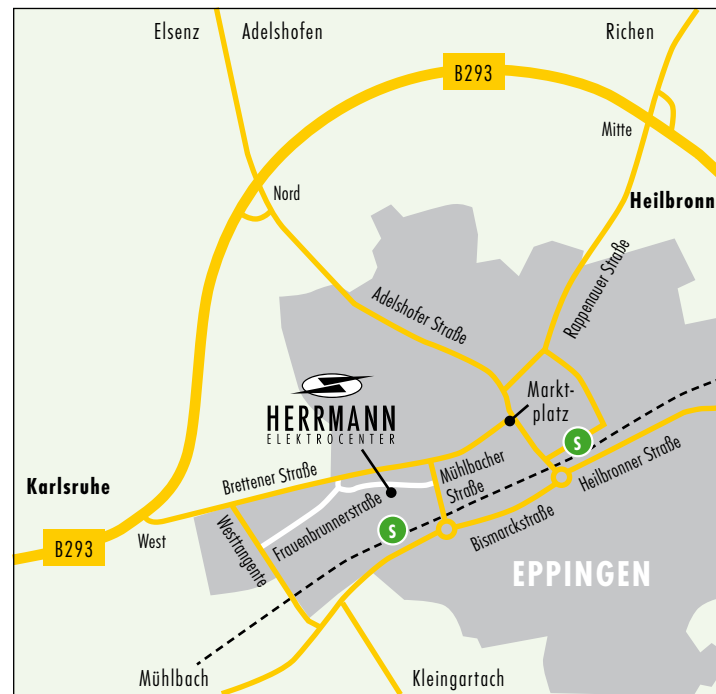 Elsenz
Adelshofen
Richen
B293
Mitte
Nord
Heilbronn
Rappenauer Straße
Adelshofer Straße
Markt-
platz
HERRMANN
ELEKTROCENTER
S
Mühlbacher
Straße
Heilbronner Straße
Brettener Straße
Karlsruhe
Frauenbrunnerstraße
S
Bismarckstraße
West
Westtangente
B293
EPPINGEN
Mühlbach
Kleingartach